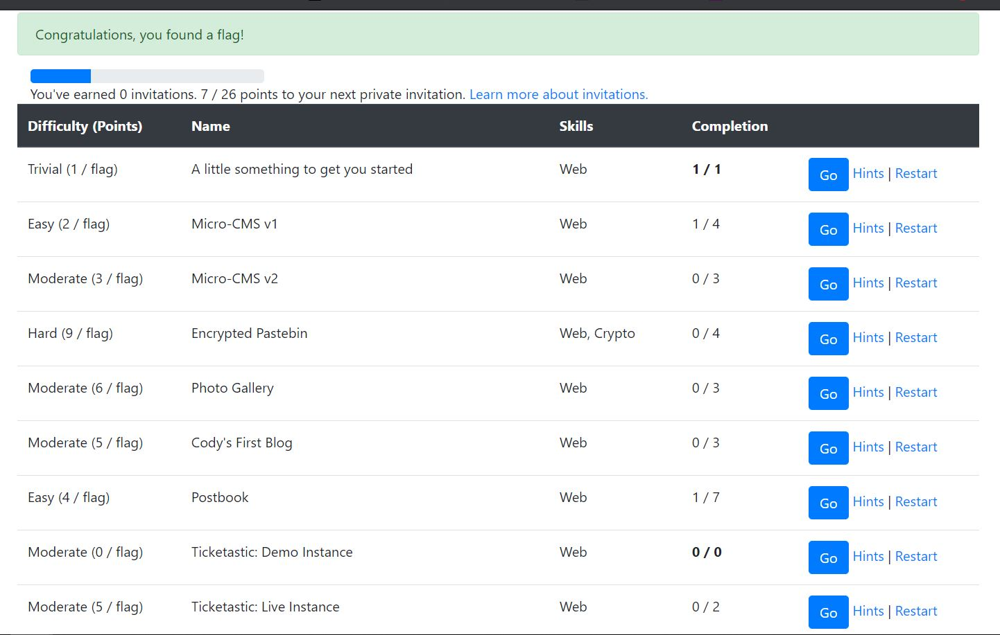 Congratulations, you found a flag!
You've earned 0 invitations. 7 / 26 points to your next private invitation. Learn more about invitations.
Difficulty (Points) Name Skills Completion
Trivial (1 / flag) A little something to get you started Web 1 / 1 Go Hints | Restart
Easy (2 / flag) Micro-CMS v1 Web 1 / 4 Go Hints | Restart
Moderate (3 / flag) Micro-CMS v2 Web 0 / 3 Go Hints | Restart
Hard (9 / flag) Encrypted Pastebin Web, Crypto 0 / 4 Go Hints | Restart
Moderate (6 / flag) Photo Gallery Web 0 / 3 Go Hints | Restart
Moderate (5 / flag) Cody's First Blog Web 0 / 3 Go Hints | Restart
Easy (4 / flag) Postbook Web 1 / 7 Go Hints | Restart
Moderate (0 / flag) Ticketastic: Demo Instance Web 0 / 0 Go Hints | Restart
Moderate (5 / flag) Ticketastic: Live Instance Web 0 / 2 Go Hints | Restart